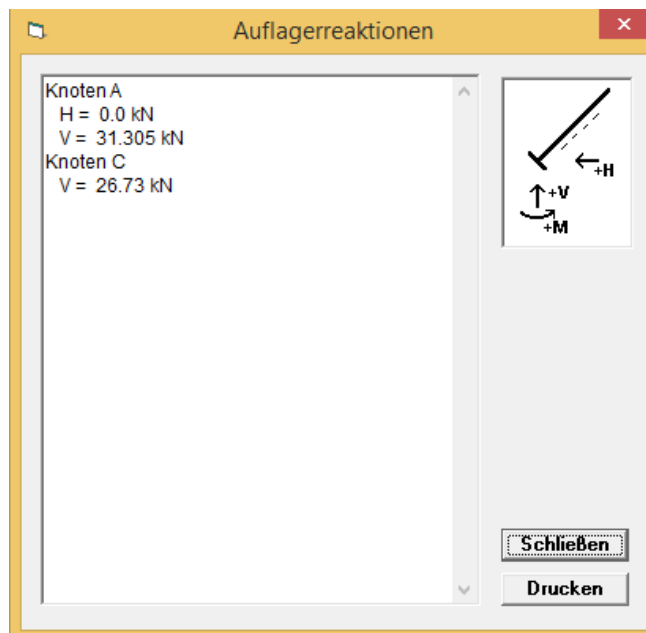 Auflagerreaktionen
Knoten A
H = 0.0 kN
V = 31.305 kN
Knoten C
V = 26.73 kN
+H
+V
+M
Schließen
Drucken